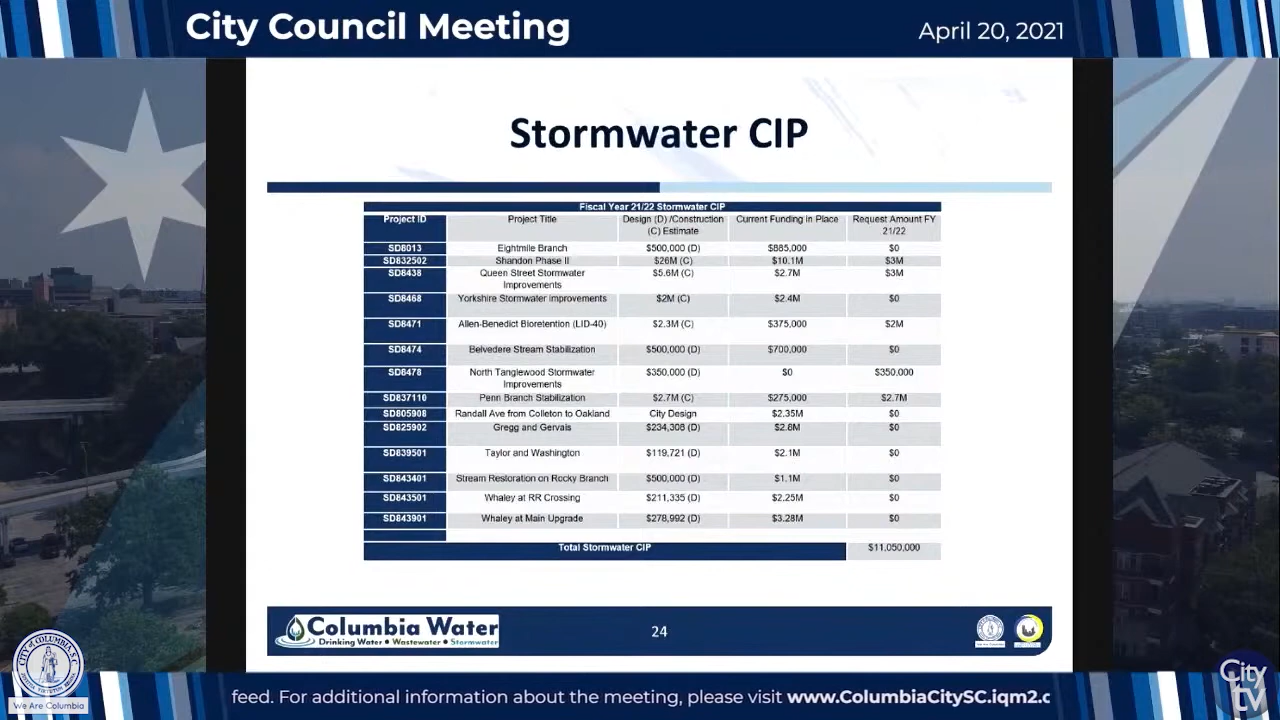 City Council Meeting
April 20, 2021
Stormwater CIP
Fiscal Year 21/22 Stormwater CIP
Project ID Project Title Design (D) /Construction (C) Estimate Current Funding in Place Request Amount FY 21/22
SD8013 Eightmile Branch $500,000 (D) $885,000 $0
SD832502 Shandon Phase II $26M (C) $10.1M $3M
SD8438 Queen Street Stormwater Improvements $5.6M (C) $2.7M $3M
SD8468 Yorkshire Stormwater improvements $2M (C) $2.4M $0
SD8471 Allen-Benedict Bioretention (LID-40) $2.3M (C) $375,000 $2M
SD8474 Belvedere Stream Stabilization $500,000 (D) $700,000 $0
SD8478 North Tanglewood Stormwater Improvements $350,000 (D) $0 $350,000
SD837110 Penn Branch Stabilization $2.7M (C) $275,000 $2.7M
SD805908 Randall Ave from Colleton to Oakland City Design $2.35M $0
SD825902 Gregg and Gervais $234,308 (D) $2.8M $0
SD839501 Taylor and Washington $119,721 (D) $2.1M $0
SD843401 Stream Restoration on Rocky Branch $500,000 (D) $1.1M $0
SD843501 Whaley at RR Crossing $211,335 (D) $2.25M $0
SD843901 Whaley at Main Upgrade $278,992 (D) $3.28M $0
Total Stormwater CIP $11,050,000
Columbia Water
Drinking Water • Wastewater • Stormwater
24
We Are Columbia
feed. For additional information about the meeting, please visit www.ColumbiaCitySC.iqm2.c
City
tv